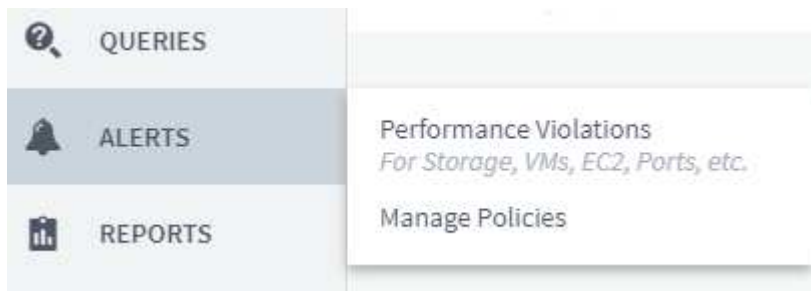 QUERIES
ALERTS
Performance Violations
For Storage, VMs, EC2, Ports, etc.
Manage Policies
REPORTS